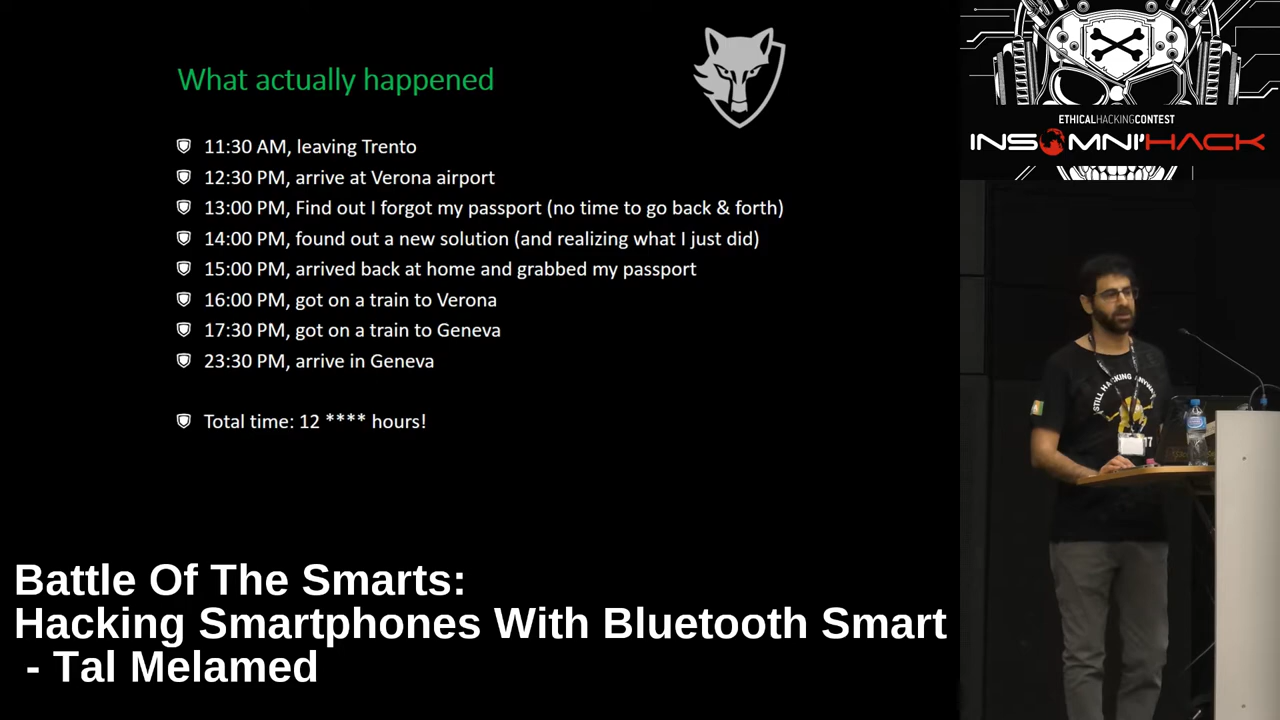 What actually happened
11:30 AM, leaving Trento
12:30 PM, arrive at Verona airport
13:00 PM, Find out I forgot my passport (no time to go back & forth)
14:00 PM, found out a new solution (and realizing what I just did)
15:00 PM, arrived back at home and grabbed my passport
16:00 PM, got on a train to Verona
17:30 PM, got on a train to Geneva
23:30 PM, arrive in Geneva
Total time: 12 **** hours!
Battle Of The Smarts:
Hacking Smartphones With Bluetooth Smart
- Tal Melamed
ETHICALHACKINGCONTEST
INSOMNI'HACK
STILL HACKING ANYWAY
17